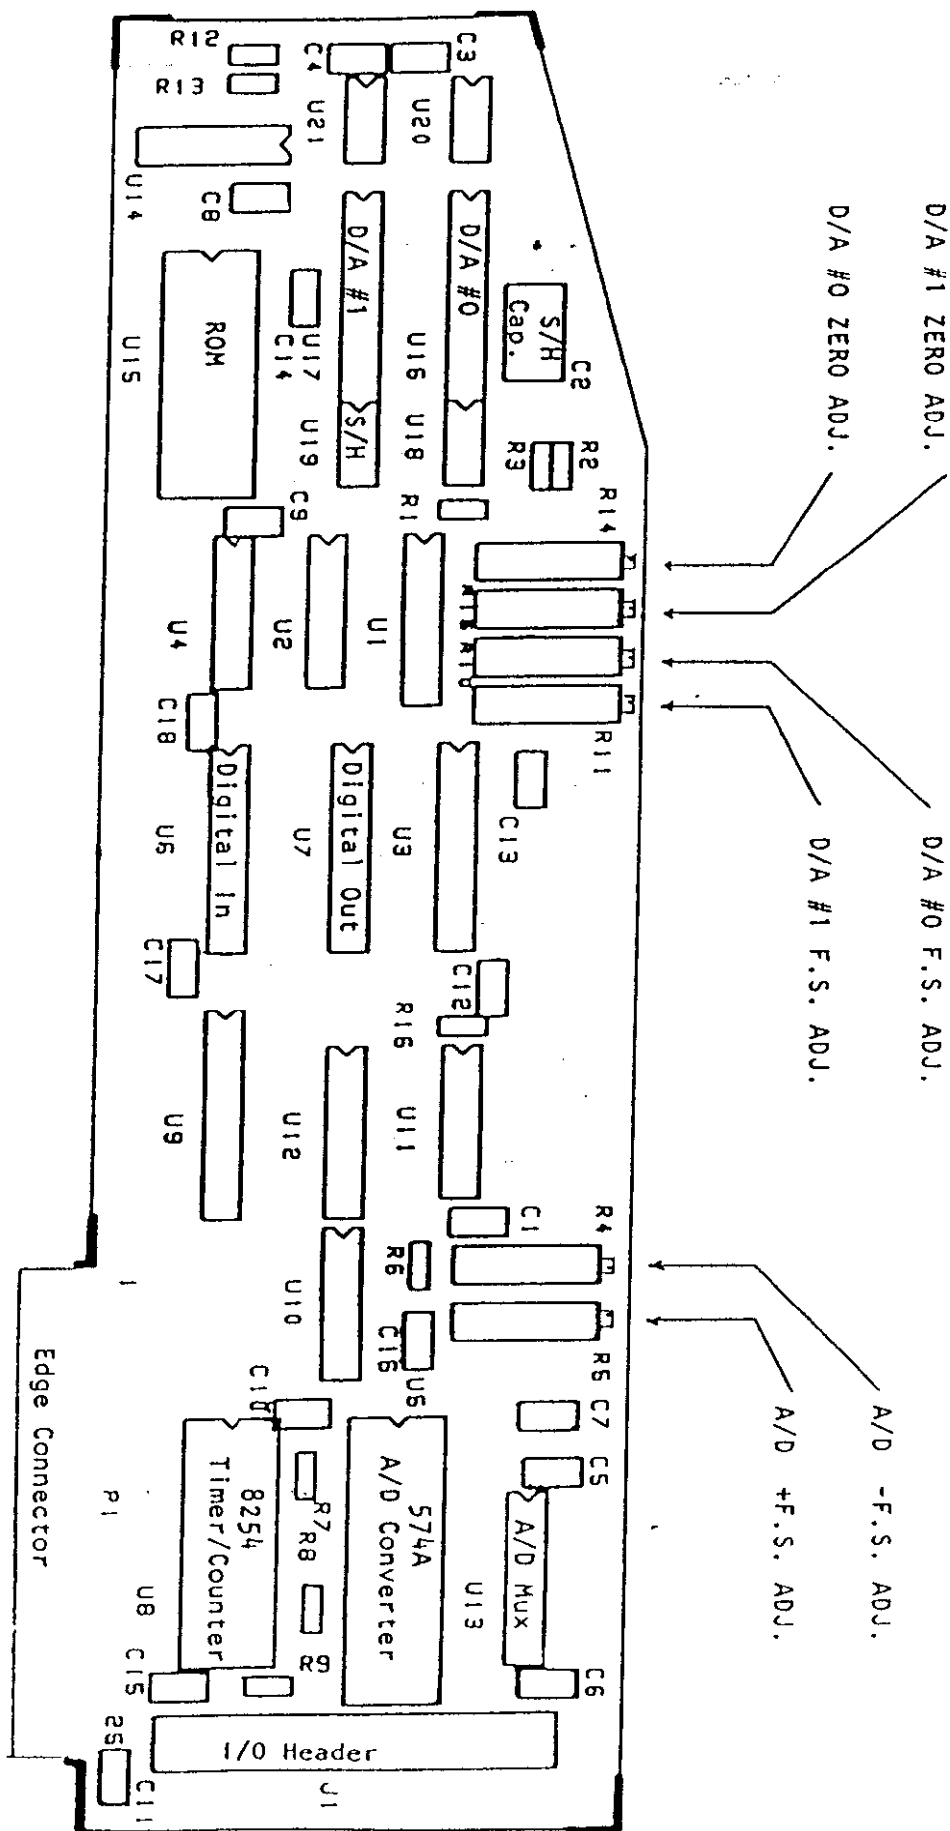 D/A #1 ZERO ADJ.
D/A #0 F.S. ADJ.
A/D -F.S. ADJ.
D/A #0 ZERO ADJ.
D/A #1 F.S. ADJ.
A/D +F.S. ADJ.
R14
R11
R4
R5
C7
C5
C6
C2
R2
R3
S/H
Cap.
C13
C1
A/D Mux
U13
C3
U20
D/A #0
U16
U18
R1
U3
C12
R16
U11
R6
C16
U5
574A
A/D Converter
C4
U21
D/A #1
U17
C14
S/H
U19
U1
U2
Digital Out
U7
U12
U10
C10
R7
R8
R9
R12
R13
U14
C8
ROM
U15
C9
U4
C18
Digital In
U6
C17
U9
8254
Timer/Counter
U8
C15
I/O Header
J1
1
P1
25
C11
Edge Connector